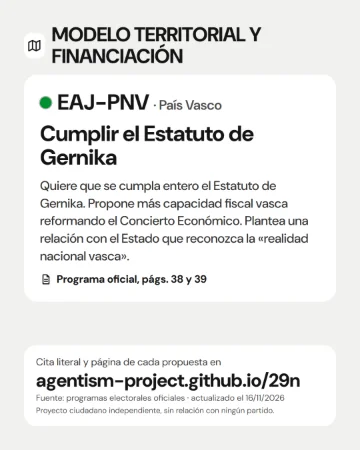 MODELO TERRITORIAL Y
FINANCIACIÓN
EAJ-PNV · País Vasco
Cumplir el Estatuto de
Gernika
Quiere que se cumpla entero el Estatuto de
Gernika. Propone más capacidad fiscal vasca
reformando el Concierto Económico. Plantea una
relación con el Estado que reconozca la «realidad
nacional vasca».
Programa oficial, págs. 38 y 39
Cita literal y página de cada propuesta en
agentism-project.github.io/29n
Fuente: programas electorales oficiales · actualizado el 16/11/2026
Proyecto ciudadano independiente, sin relación con ningún partido.